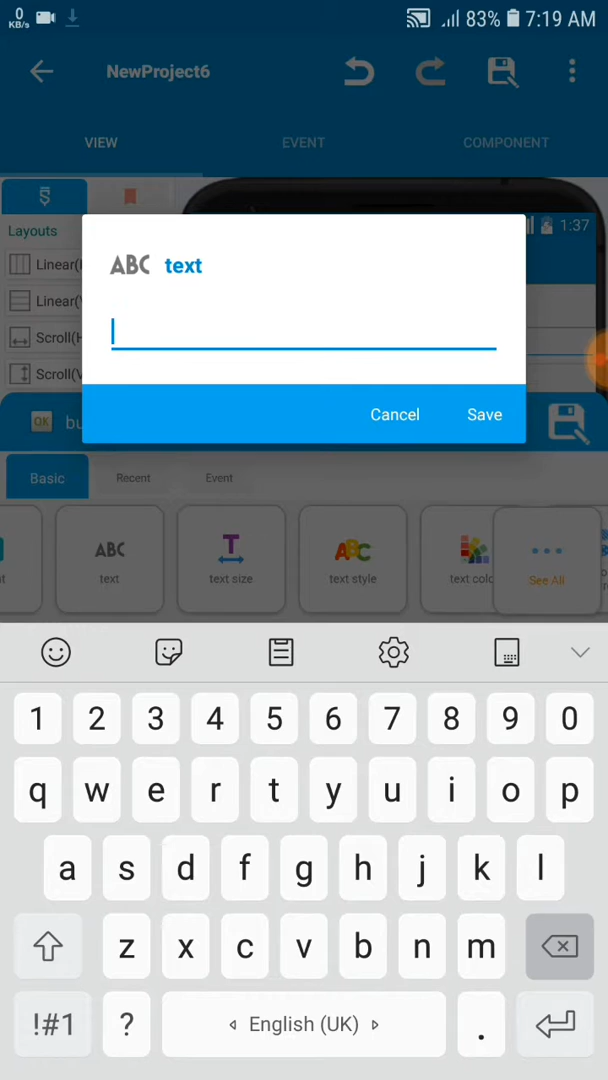 0
KB/s
83%
7:19 AM
NewProject6
VIEW
EVENT
COMPONENT
1:37
Layouts
Linear(
Linear(
Scroll(H
Scroll(V
ABC text
Cancel
Save
OK
bu
Basic
Recent
Event
ABC
text
T
text size
ABC
text style
text colo
See All
1 2 3 4 5 6 7 8 9 0
q w e r t y u i o p
a s d f g h j k l
z x c v b n m
!#1 ? English (UK) .